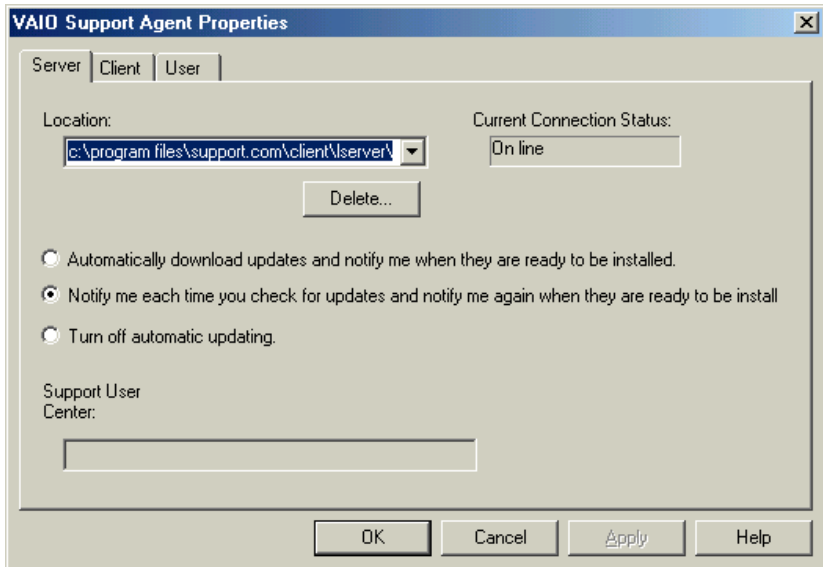 VAIO Support Agent Properties
Server Client User
Location: Current Connection Status:
c:\program files\support.com\client\lserver\ On line
Delete...
Automatically download updates and notify me when they are ready to be installed.
Notify me each time you check for updates and notify me again when they are ready to be install
Turn off automatic updating.
Support User
Center:
OK Cancel Apply Help